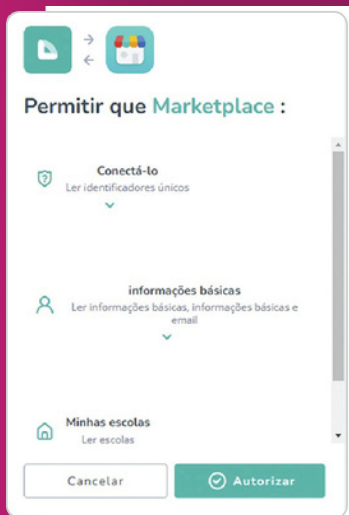 Permitir que Marketplace :
Conectá-lo
Ler identificadores únicos
informações básicas
Ler informações básicas, informações básicas e
email
Minhas escolas
Ler escolas
Cancelar
Autorizar